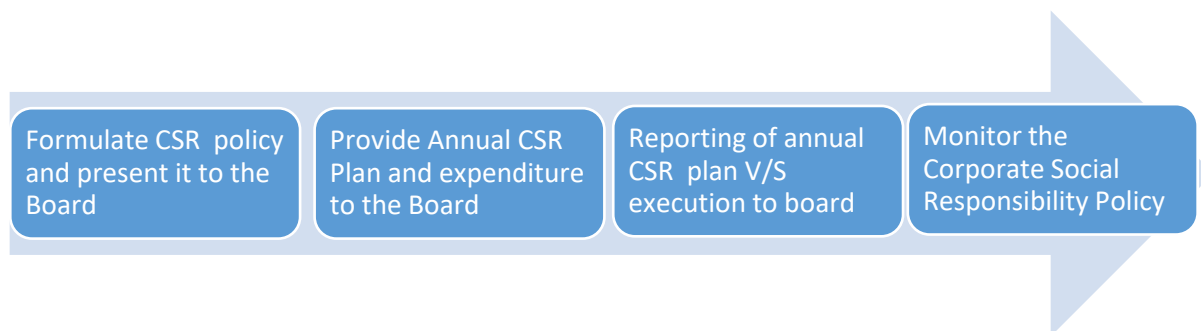 Formulate CSR  policy
and present it to the
Board
Provide Annual CSR
Plan and expenditure
to the Board
Reporting of annual
CSR  plan V/S
execution to board
Monitor the
Corporate Social
Responsibility Policy